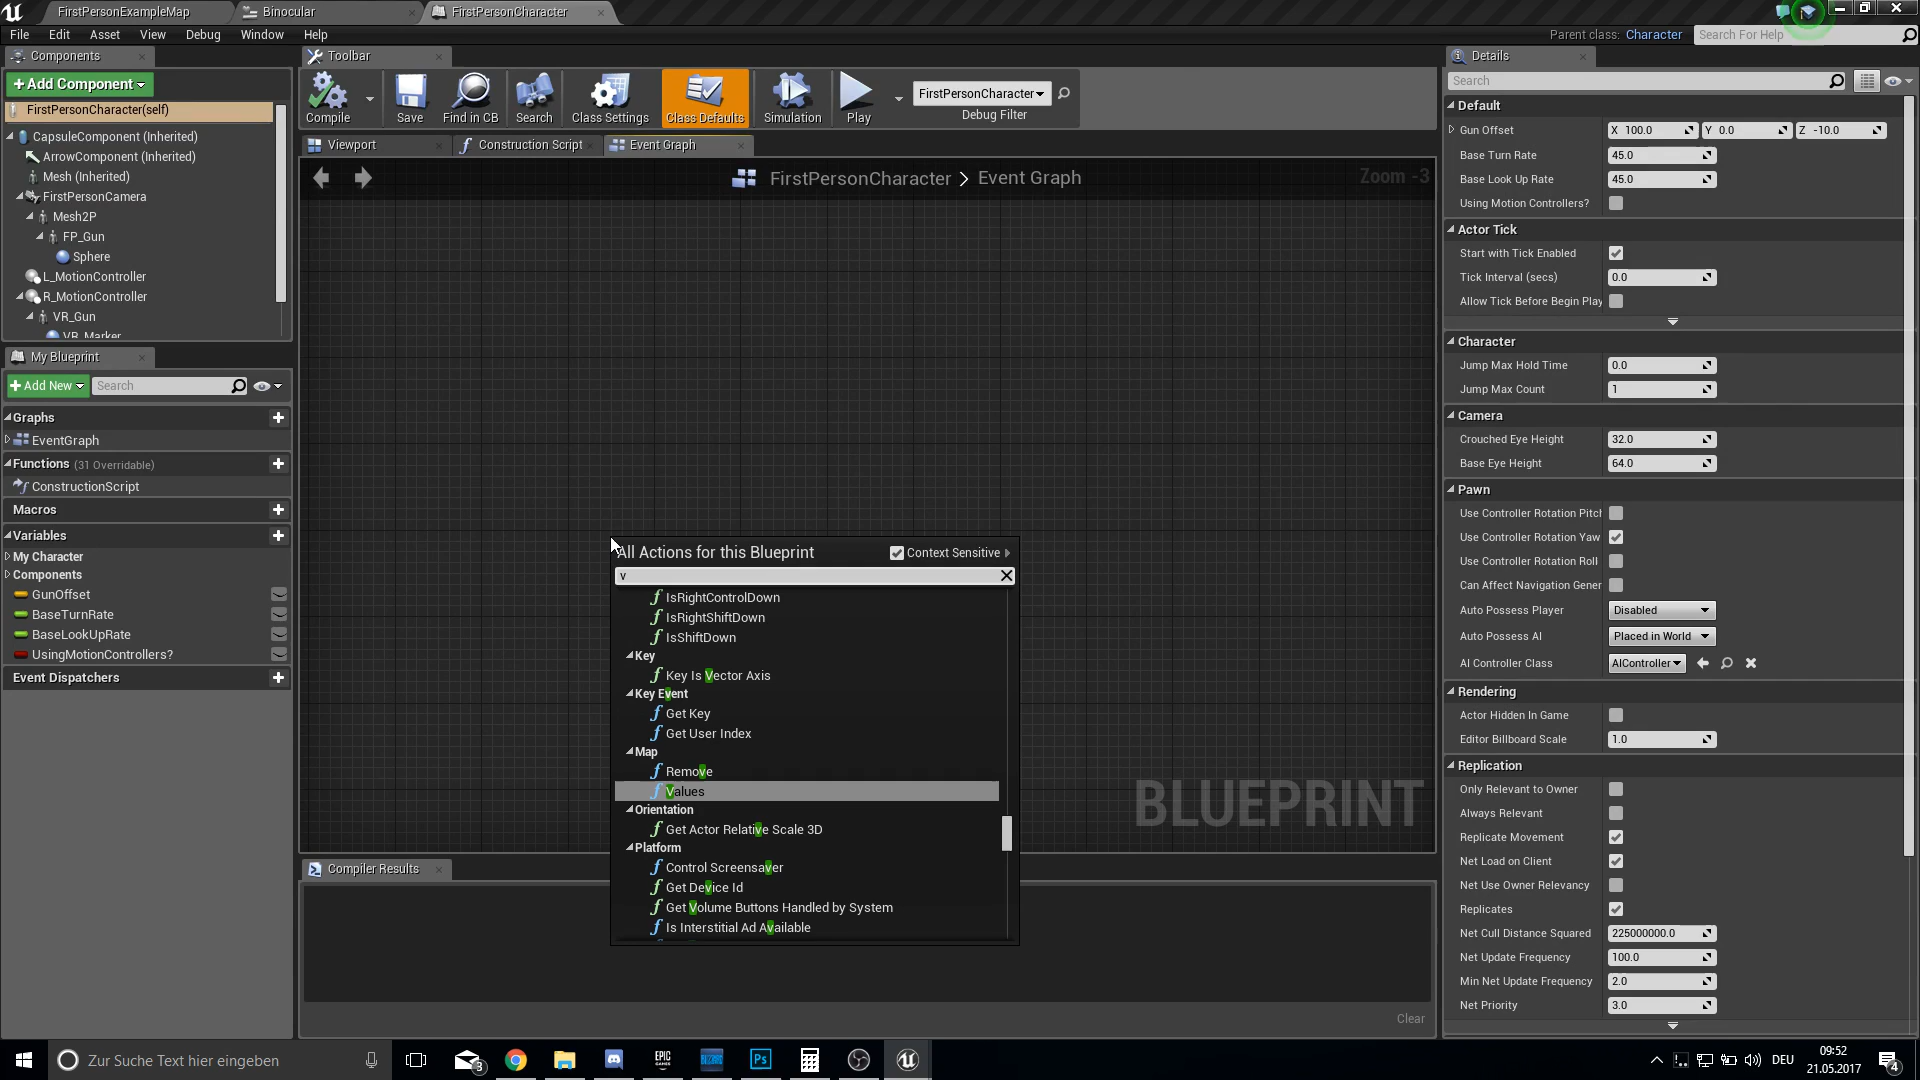 FirstPersonExampleMap
Binocular
FirstPersonCharacter
File Edit Asset View Debug Window Help
Parent class: Character
Search For Help
Components
Toolbar
Details
+Add Component
FirstPersonCharacter(self)
CapsuleComponent (Inherited)
ArrowComponent (Inherited)
Mesh (Inherited)
FirstPersonCamera
Mesh2P
FP_Gun
Sphere
L_MotionController
R_MotionController
VR_Gun
VR_Marker
Compile
Save
Find in CB
Search
Class Settings
Class Defaults
Simulation
Play
FirstPersonCharacter
Debug Filter
Viewport
Construction Script
Event Graph
FirstPersonCharacter > Event Graph
Zoom -3
My Blueprint
+Add New
Search
Graphs
EventGraph
Functions (31 Overridable)
ConstructionScript
Macros
Variables
My Character
Components
GunOffset
BaseTurnRate
BaseLookUpRate
UsingMotionControllers?
Event Dispatchers
All Actions for this Blueprint
Context Sensitive
v
IsRightControlDown
IsRightShiftDown
IsShiftDown
Key
Key Is Vector Axis
Key Event
Get Key
Get User Index
Map
Remove
Values
Orientation
Get Actor Relative Scale 3D
Platform
Control Screensaver
Get Device Id
Get Volume Buttons Handled by System
Is Interstitial Ad Available
BLUEPRINT
Compiler Results
Clear
Search
Default
Gun Offset X 100.0 Y 0.0 Z -10.0
Base Turn Rate 45.0
Base Look Up Rate 45.0
Using Motion Controllers?
Actor Tick
Start with Tick Enabled
Tick Interval (secs) 0.0
Allow Tick Before Begin Play
Character
Jump Max Hold Time 0.0
Jump Max Count 1
Camera
Crouched Eye Height 32.0
Base Eye Height 64.0
Pawn
Use Controller Rotation Pitch
Use Controller Rotation Yaw
Use Controller Rotation Roll
Can Affect Navigation Gener
Auto Possess Player Disabled
Auto Possess AI Placed in World
AI Controller Class AIController
Rendering
Actor Hidden In Game
Editor Billboard Scale 1.0
Replication
Only Relevant to Owner
Always Relevant
Replicate Movement
Net Load on Client
Net Use Owner Relevancy
Replicates
Net Cull Distance Squared 225000000.0
Net Update Frequency 100.0
Min Net Update Frequency 2.0
Net Priority 3.0
Zur Suche Text hier eingeben
3
EPIC GAMES
Ps
DEU
09:52
21.05.2017
4